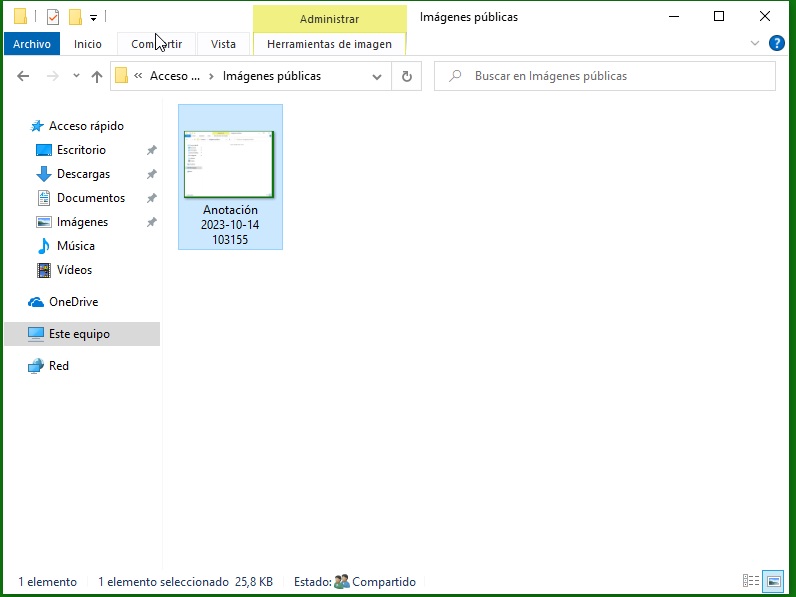 Administrar
Imágenes públicas
Archivo
Inicio
Compartir
Vista
Herramientas de imagen
« Acceso ... › Imágenes públicas
Buscar en Imágenes públicas
Acceso rápido
Escritorio
Descargas
Documentos
Imágenes
Música
Vídeos
OneDrive
Este equipo
Red
Anotación
2023-10-14
103155
1 elemento
1 elemento seleccionado 25,8 KB
Estado: Compartido